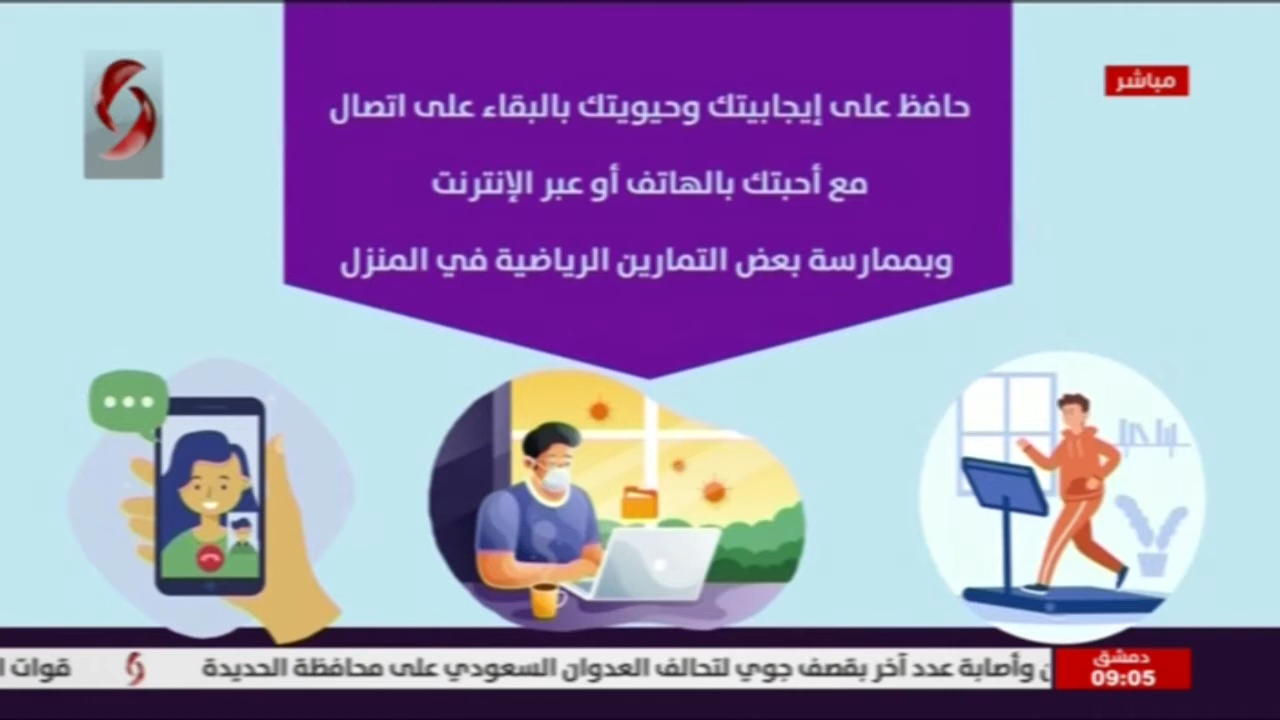 مباشر
حافظ على إيجابيتك وحيويتك بالبقاء على اتصال
مع أحبتك بالهاتف أو عبر الإنترنت
وبممارسة بعض التمارين الرياضية في المنزل
دمشق
09:05
وأصابة عدد آخر بقصف جوي لتحالف العدوان السعودي على محافظة الحديدة
قوات